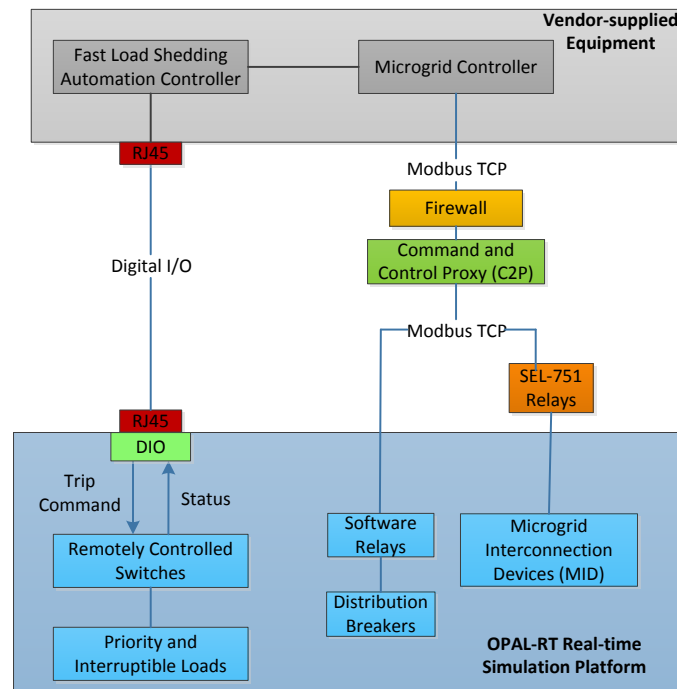 Vendor-supplied
Equipment
Fast Load Shedding
Automation Controller
Microgrid Controller
RJ45
Modbus TCP
Firewall
Command and
Control Proxy (C2P)
Digital I/O
Modbus TCP
SEL-751
Relays
RJ45
DIO
Trip
Command
Status
Remotely Controlled
Switches
Software
Relays
Microgrid
Interconnection
Devices (MID)
Distribution
Breakers
Priority and
Interruptible Loads
OPAL-RT Real-time
Simulation Platform